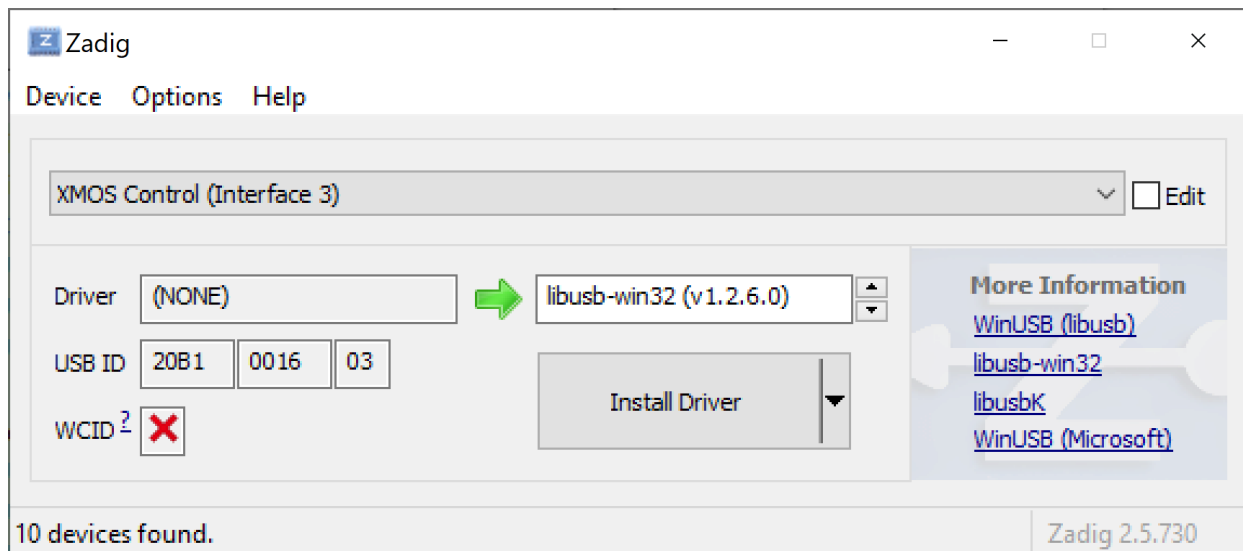 Zadig
Device Options Help
XMOS Control (Interface 3)
Edit
Driver (NONE) libusb-win32 (v1.2.6.0)
USB ID 20B1 0016 03
WCID ?
Install Driver
More Information
WinUSB (libusb)
libusb-win32
libusbK
WinUSB (Microsoft)
10 devices found.
Zadig 2.5.730